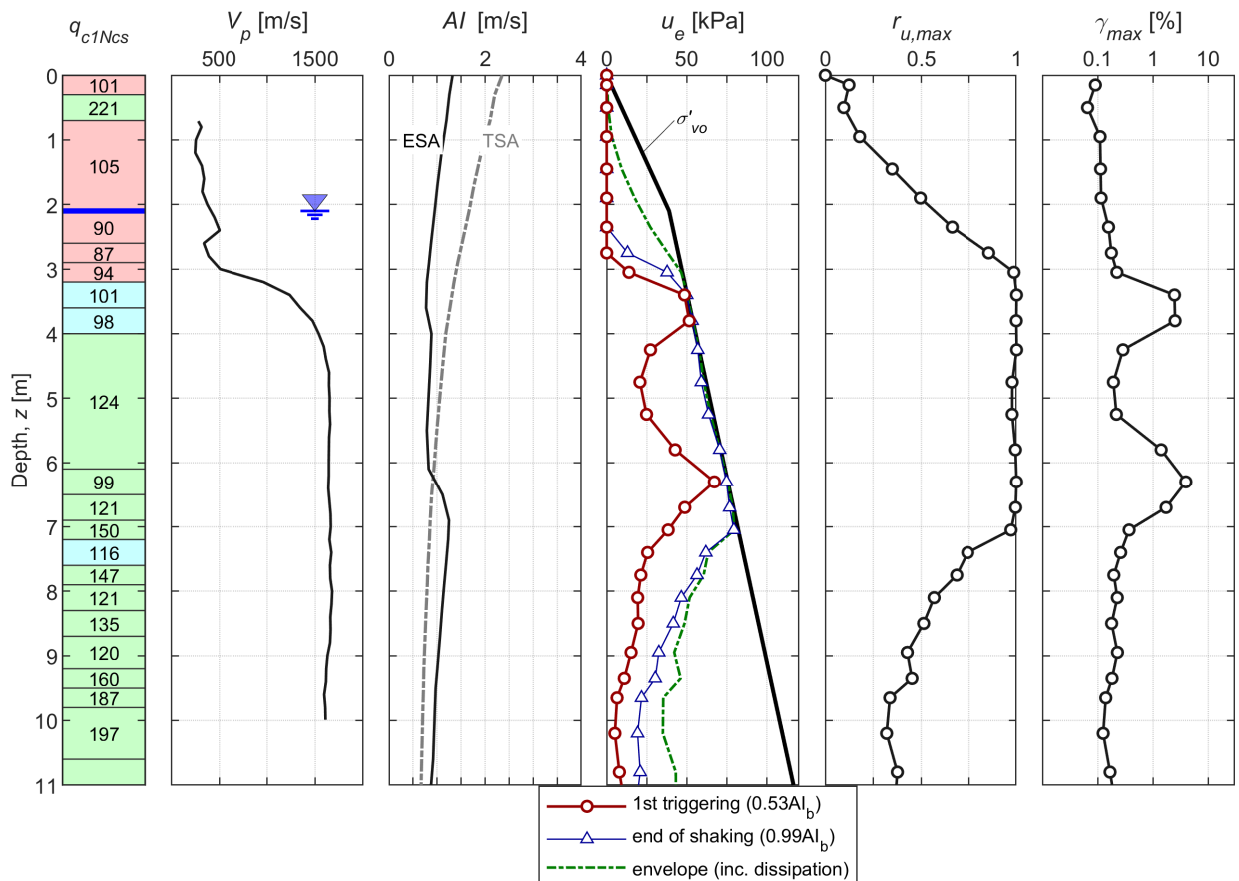 q_c1Ncs
V_p [m/s]
AI [m/s]
u_e [kPa]
r_u,max
γ_max [%]
500 1500
0 2 4
0 50 100
0 0.5 1
0.1 1 10
Depth, z [m]
0
1
2
3
4
5
6
7
8
9
10
11
101
221
105
90
87
94
101
98
124
99
121
150
116
147
121
135
120
160
187
197
ESA
TSA
σ'_vo
1st triggering (0.53AI_b)
end of shaking (0.99AI_b)
envelope (inc. dissipation)